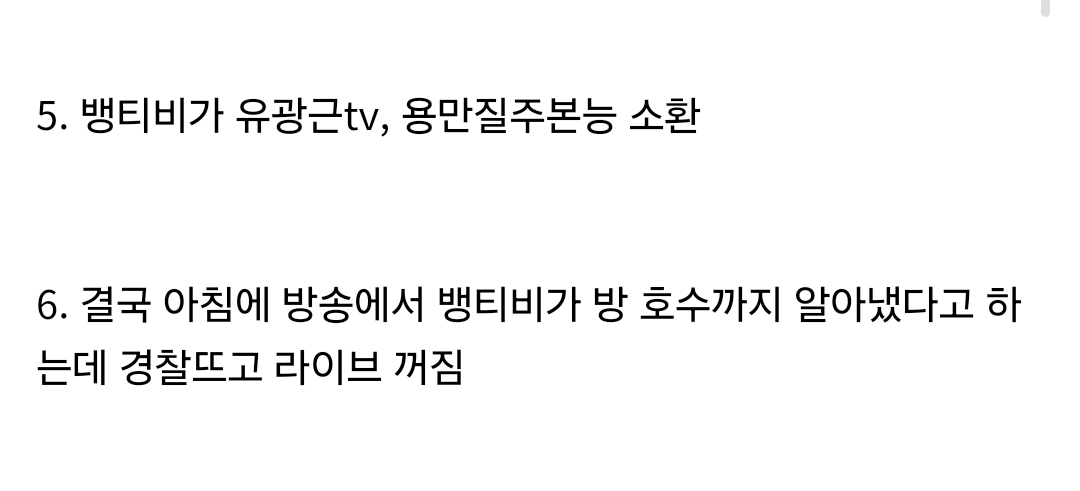 5. 뱅티비가 유광근tv, 용만질주본능 소환
6. 결국 아침에 방송에서 뱅티비가 방 호수까지 알아냈다고 하
는데 경찰뜨고 라이브 꺼짐